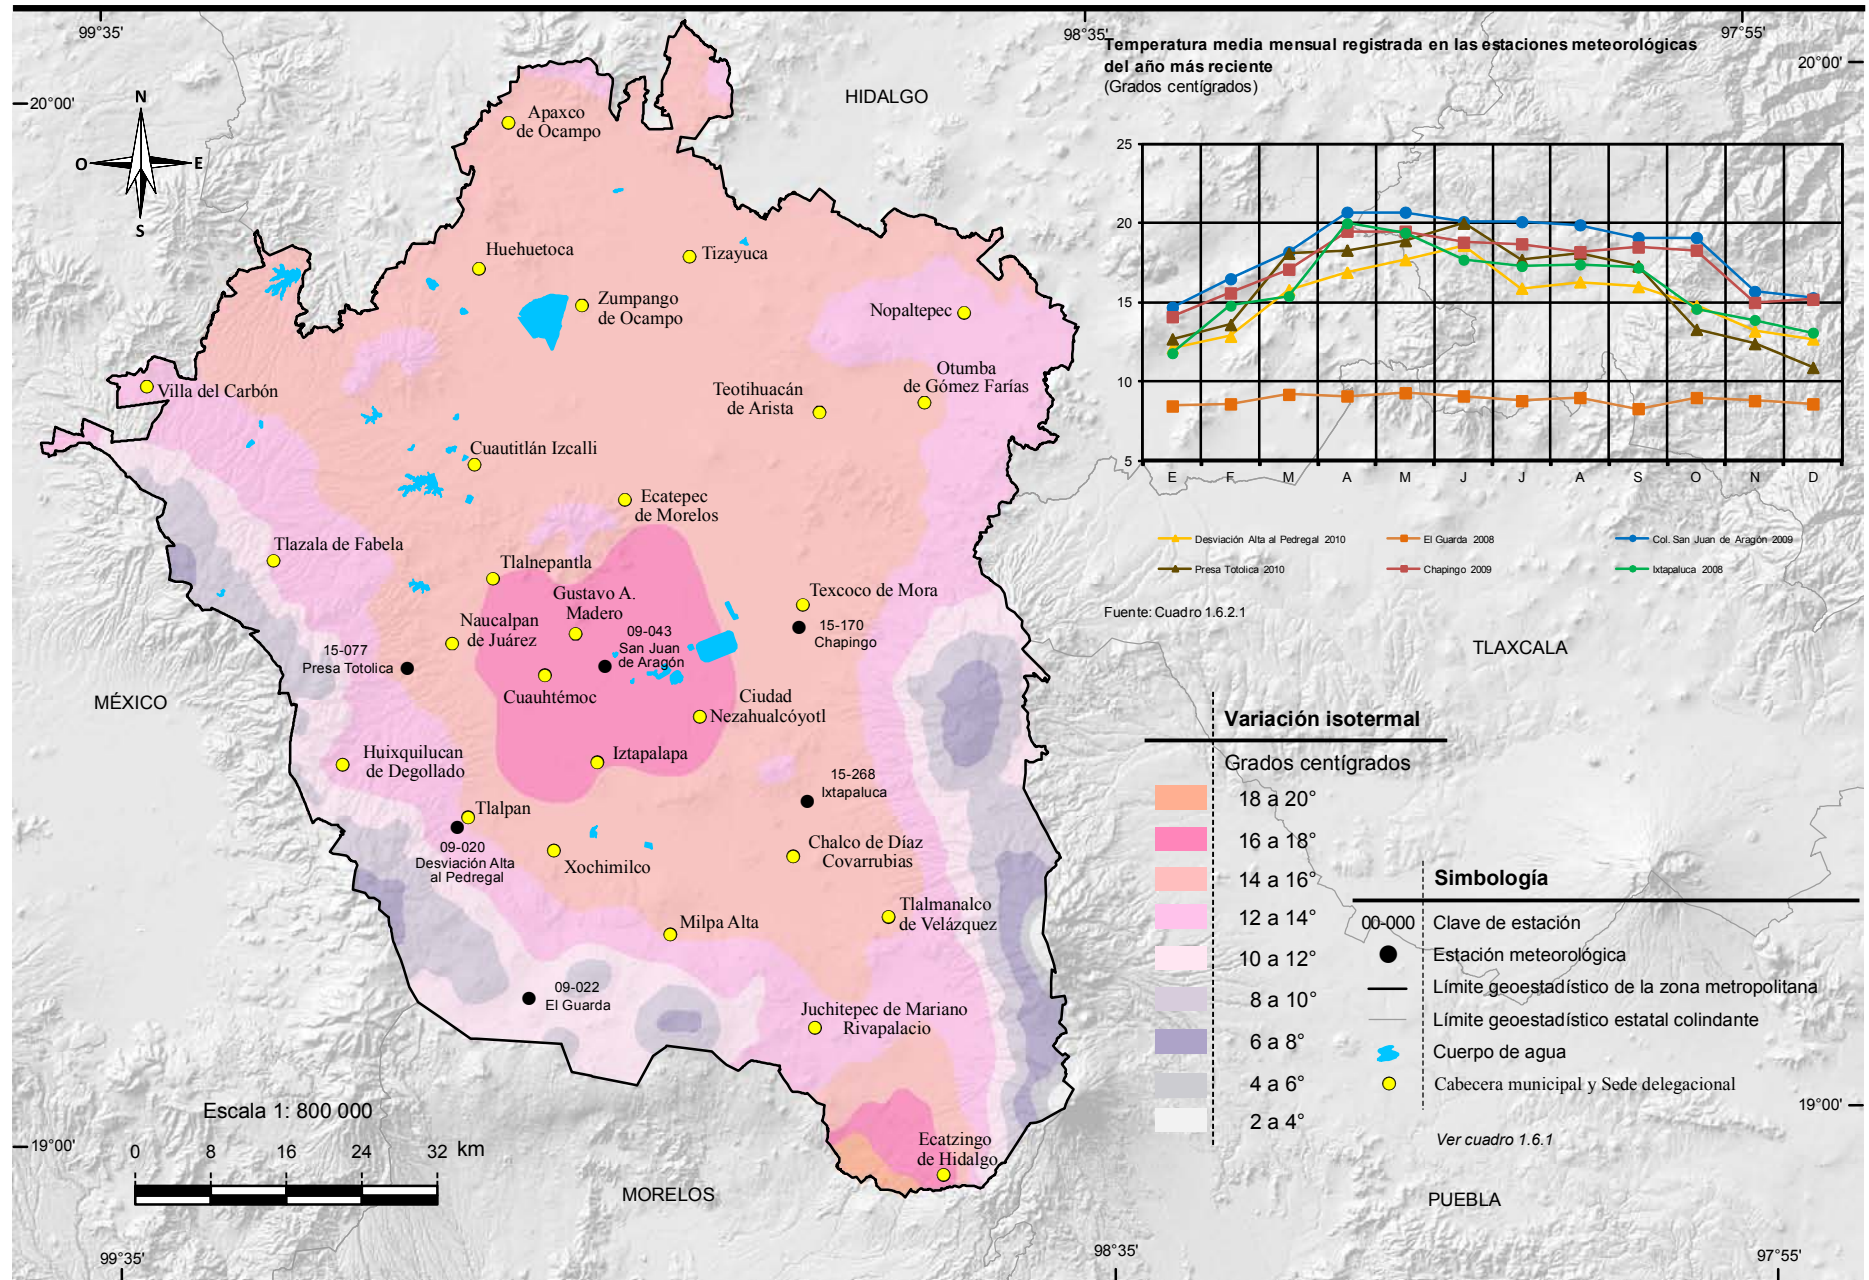 99°35'
98°35'
97°55'
20°00'
20°00'
Temperatura media mensual registrada en las estaciones meteorológicas
del año más reciente
(Grados centígrados)
25
20
15
10
5
E F M A M J J A S O N D
Desviación Alta al Pedregal 2010
El Guarda 2008
Col. San Juan de Aragón 2009
Presa Totolica 2010
Chapingo 2009
Ixtapaluca 2008
Fuente: Cuadro 1.6.2.1
N
O
E
S
HIDALGO
TLAXCALA
MÉXICO
MORELOS
PUEBLA
Apaxco
de Ocampo
Huehuetoca
Tizayuca
Zumpango
de Ocampo
Nopaltepec
Otumba
de Gómez Farías
Villa del Carbón
Teotihuacán
de Arista
Cuautitlán Izcalli
Ecatepec
de Morelos
Tlazala de Fabela
Tlalnepantla
Gustavo A.
Madero
Texcoco de Mora
Naucalpan
de Juárez
09-043
San Juan
de Aragón
15-170
Chapingo
15-077
Presa Totolica
Cuauhtémoc
Ciudad
Nezahualcóyotl
Huixquilucan
de Degollado
Iztapalapa
15-268
Ixtapaluca
Tlalpan
09-020
Desviación Alta
al Pedregal
Xochimilco
Chalco de Díaz
Covarrubias
Milpa Alta
Tlalmanalco
de Velázquez
09-022
El Guarda
Juchitepec de Mariano
Rivapalacio
Ecatzingo
de Hidalgo
Variación isotermal
Grados centígrados
18 a 20°
16 a 18°
14 a 16°
12 a 14°
10 a 12°
8 a 10°
6 a 8°
4 a 6°
2 a 4°
Simbología
00-000 Clave de estación
Estación meteorológica
Límite geoestadístico de la zona metropolitana
Límite geoestadístico estatal colindante
Cuerpo de agua
Cabecera municipal y Sede delegacional
Ver cuadro 1.6.1
Escala 1: 800 000
0 8 16 24 32 km
19°00'
19°00'
99°35'
98°35'
97°55'